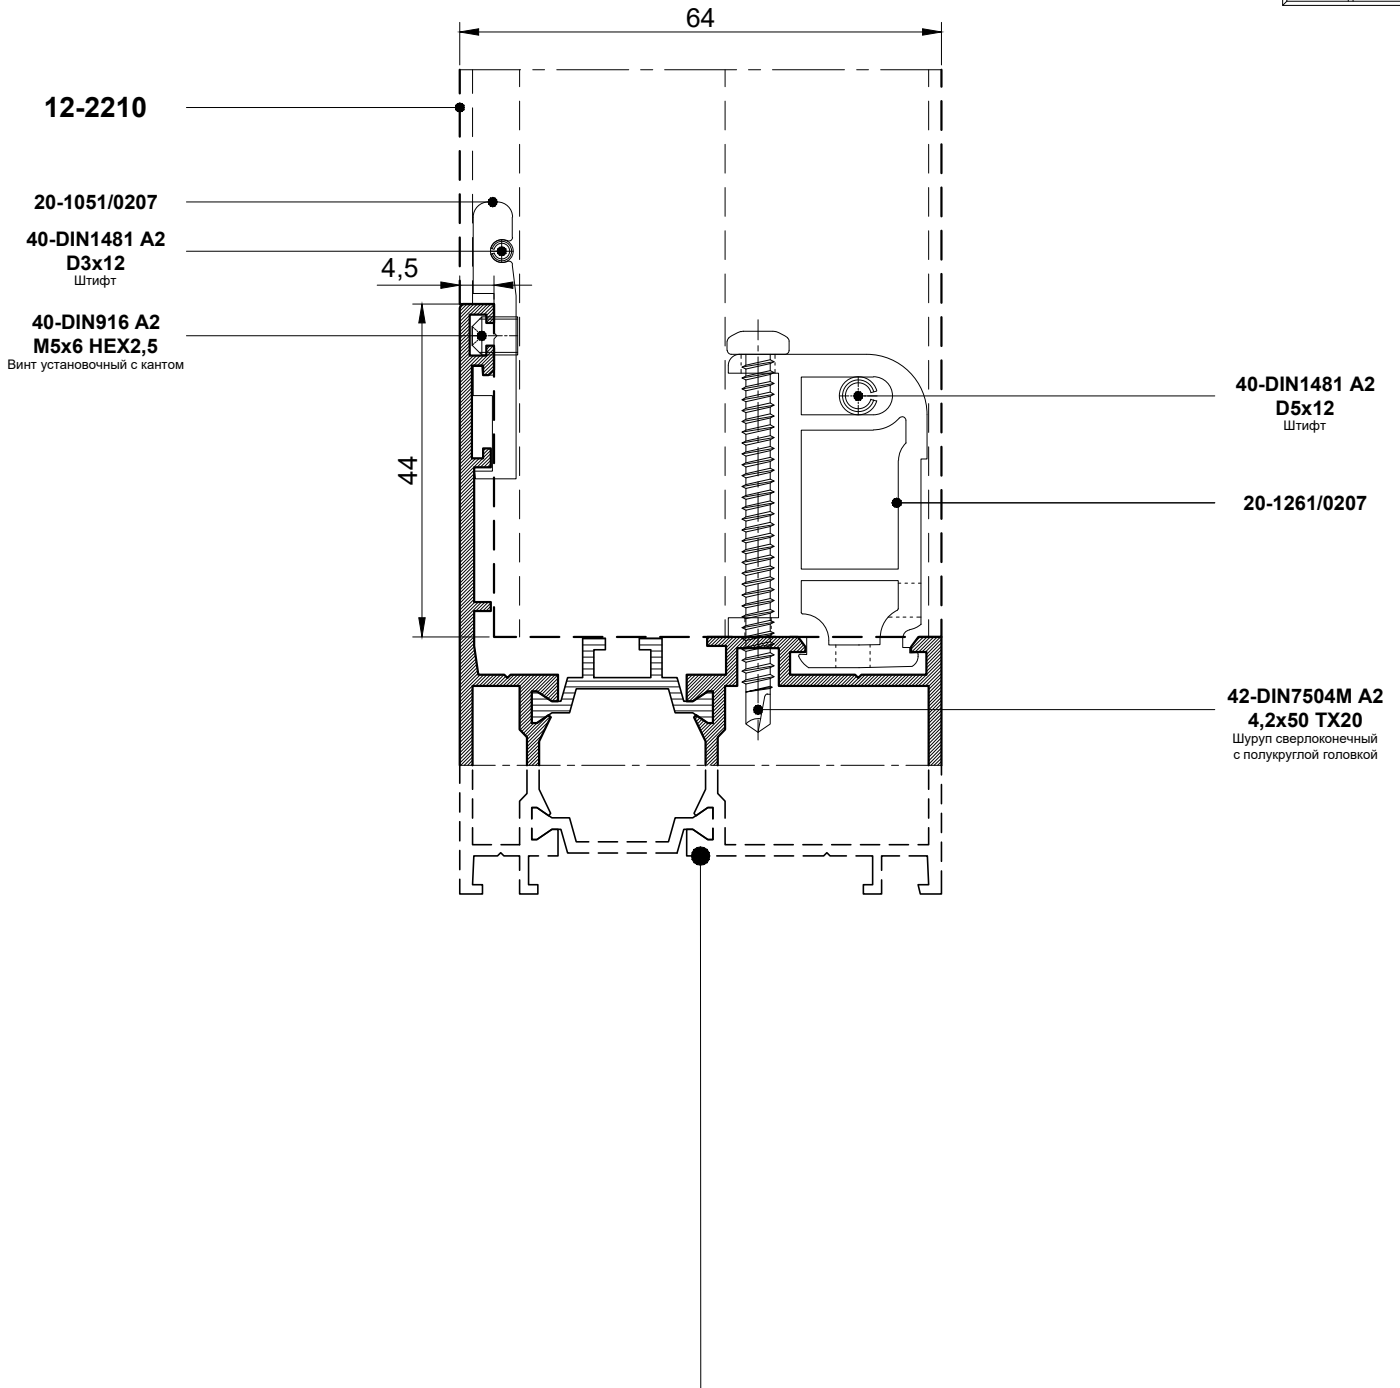 64
12-2210
20-1051/0207
40-DIN1481 A2
D3x12
Штифт
4,5
40-DIN916 A2
M5x6 HEX2,5
Винт установочный с кантом
44
40-DIN1481 A2
D5x12
Штифт
20-1261/0207
42-DIN7504M A2
4,2x50 TX20
Шуруп сверлоконечный
с полукруглой головкой